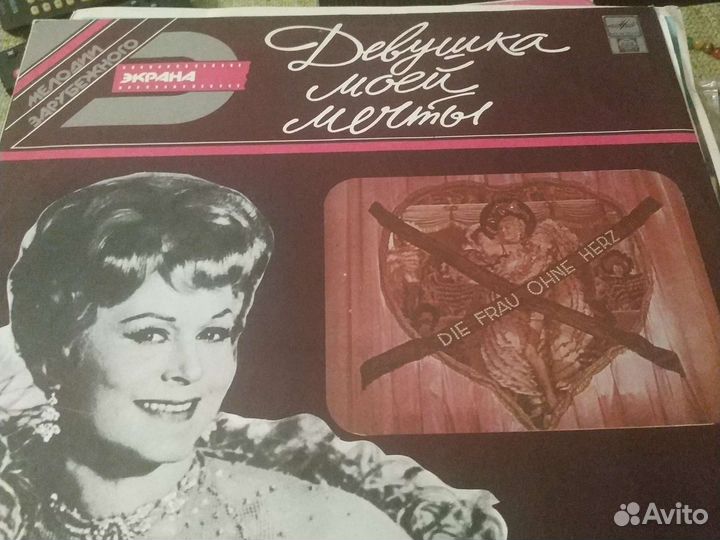 МЕЛОДИИ
ЗАРУБЕЖНОГО
ЭКРАНА
Девушка
моей
мечты
DIE FRAU OHNE HERZ
Avito